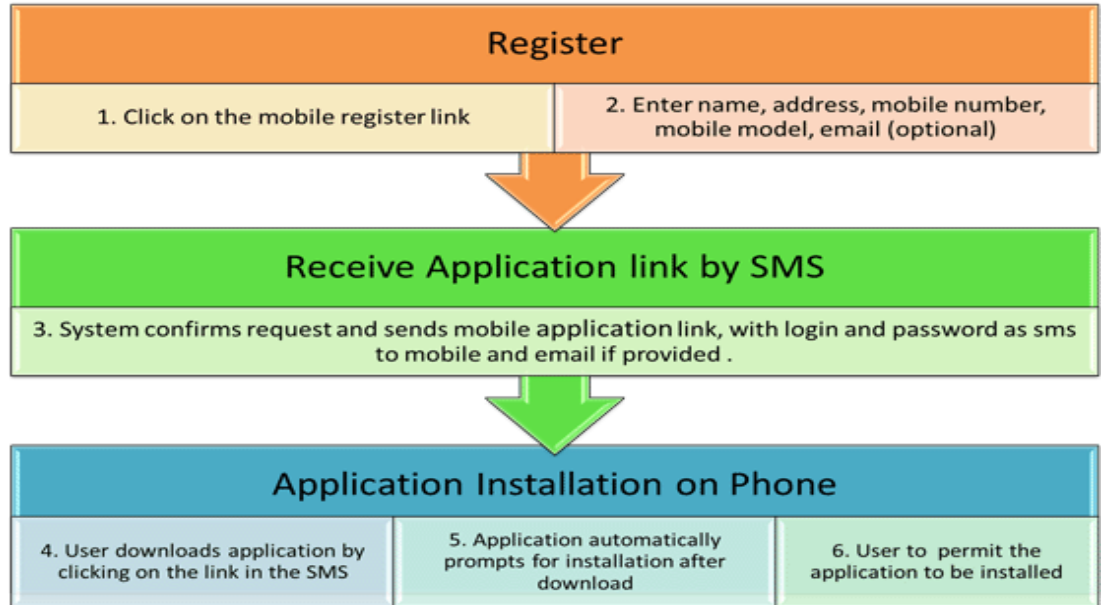 Register
1. Click on the mobile register link
2. Enter name, address, mobile number,
mobile model, email (optional)
Receive Application link by SMS
3. System confirms request and sends mobile application link, with login and password as sms
to mobile and email if provided .
Application Installation on Phone
4. User downloads application by
clicking on the link in the SMS
5. Application automatically
prompts for installation after
download
6. User to permit the
application to be installed